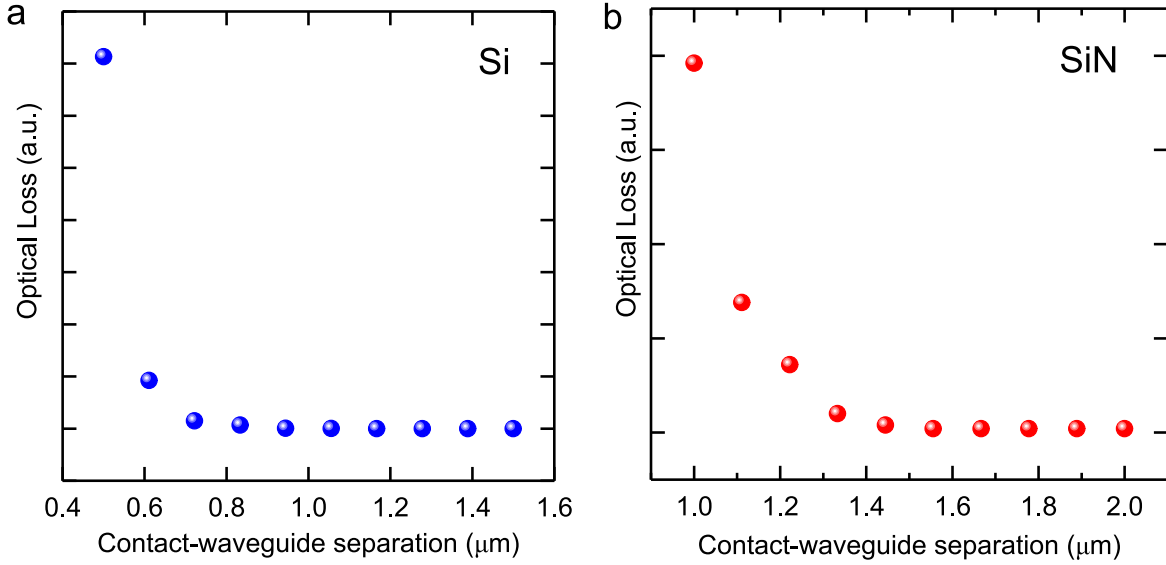 a
Si
Optical Loss (a.u.)
0.4 0.6 0.8 1.0 1.2 1.4 1.6
Contact-waveguide separation (μm)
b
SiN
Optical Loss (a.u.)
1.0 1.2 1.4 1.6 1.8 2.0
Contact-waveguide separation (μm)